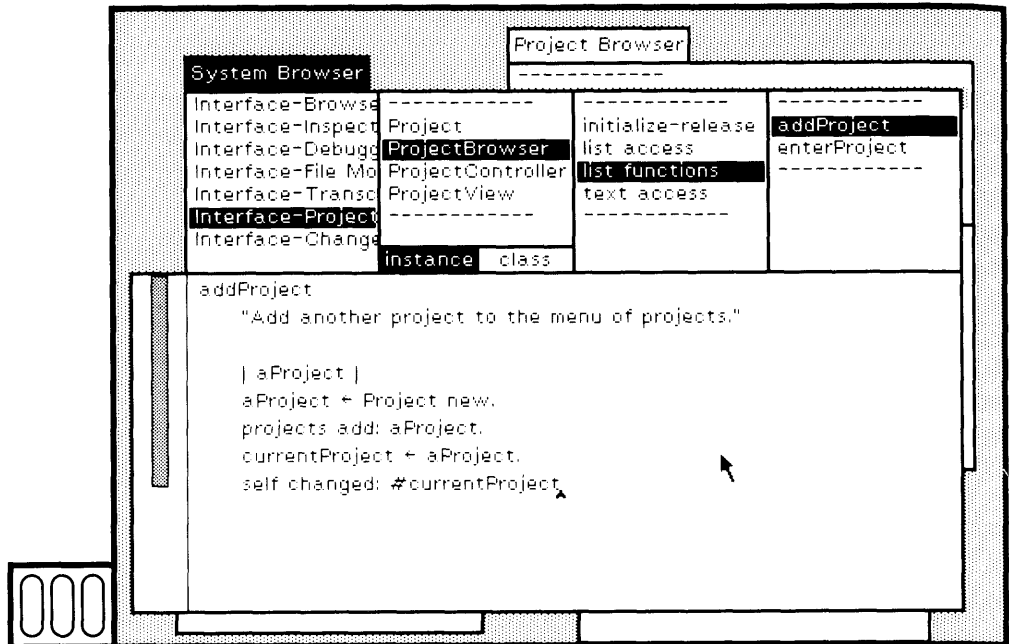 Project Browser
System Browser
-------------
Interface-Browse
Interface-Inspect
Interface-Debugg
Interface-File Mo
Interface-Transc
Interface-Project
Interface-Change
-------------
Project
ProjectBrowser
ProjectController
ProjectView
-------------
instance class
-------------
initialize-release
list access
list functions
text access
-------------
-------------
addProject
enterProject
-------------
addProject
"Add another project to the menu of projects."
| aProject |
aProject ← Project new.
projects add: aProject.
currentProject ← aProject.
self changed: #currentProject